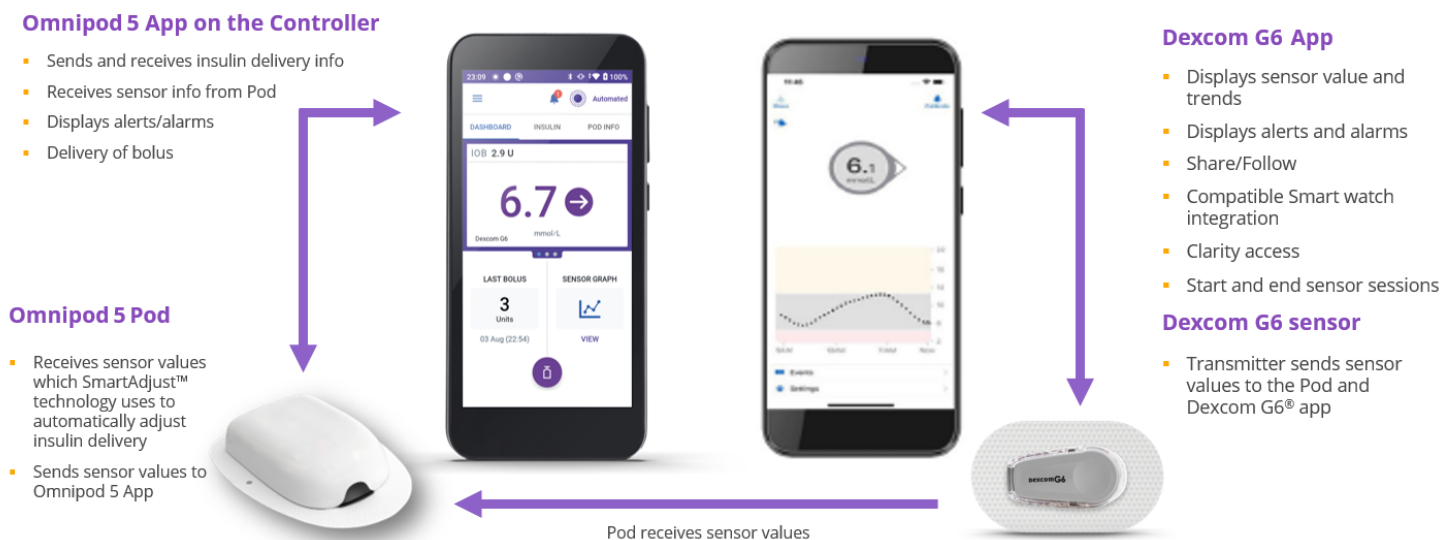 Omnipod 5 App on the Controller
Sends and receives insulin delivery info
Receives sensor info from Pod
Displays alerts/alarms
Delivery of bolus
Omnipod 5 Pod
Receives sensor values
which SmartAdjust™
technology uses to
automatically adjust
insulin delivery
Sends sensor values to
Omnipod 5 App
23:09
100%
Automated
DASHBOARD INSULIN POD INFO
IOB 2.9 U
6.7
mmol/L
Dexcom G6
LAST BOLUS SENSOR GRAPH
3
Units
03 Aug (22:54) VIEW
11:45
6.1
mmol/L
Now
Events
Settings
Dexcom G6 App
Displays sensor value and
trends
Displays alerts and alarms
Share/Follow
Compatible Smart watch
integration
Clarity access
Start and end sensor sessions
Dexcom G6 sensor
Transmitter sends sensor
values to the Pod and
Dexcom G6® app
DexcomG6
Pod receives sensor values